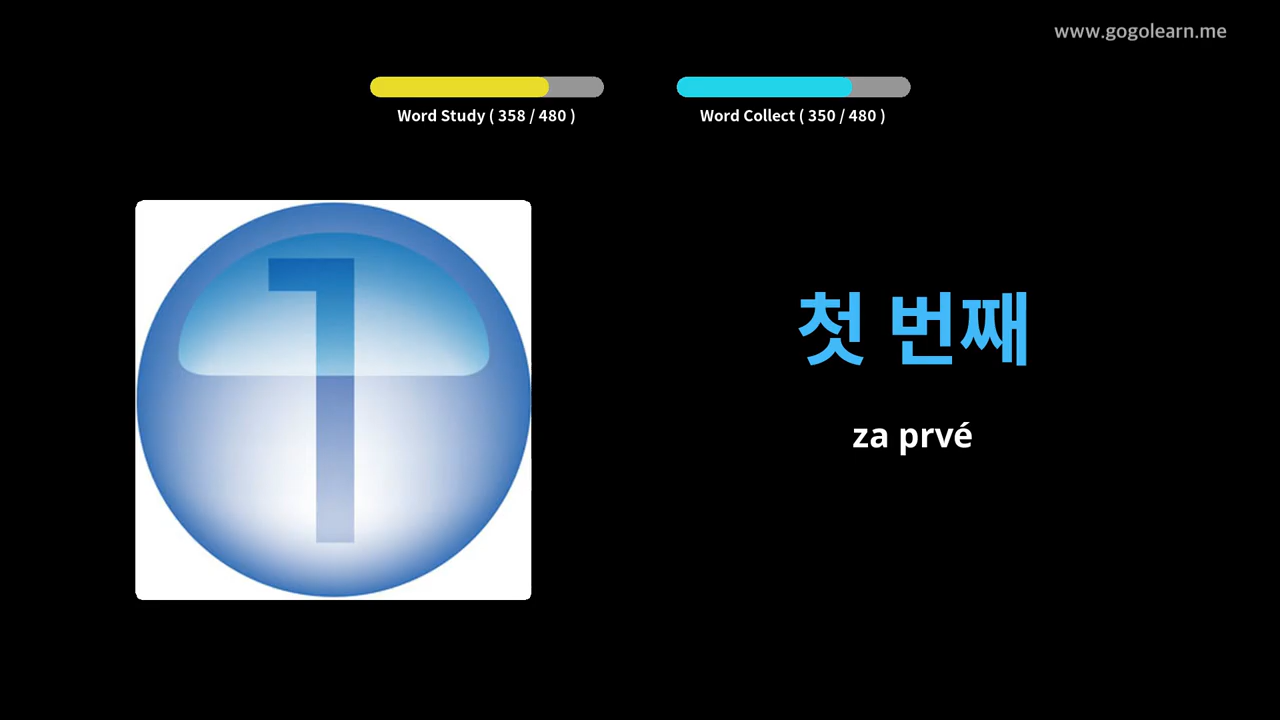 www.gogolearn.me
Word Study ( 358 / 480 )
Word Collect ( 350 / 480 )
1
첫 번째
za prvé